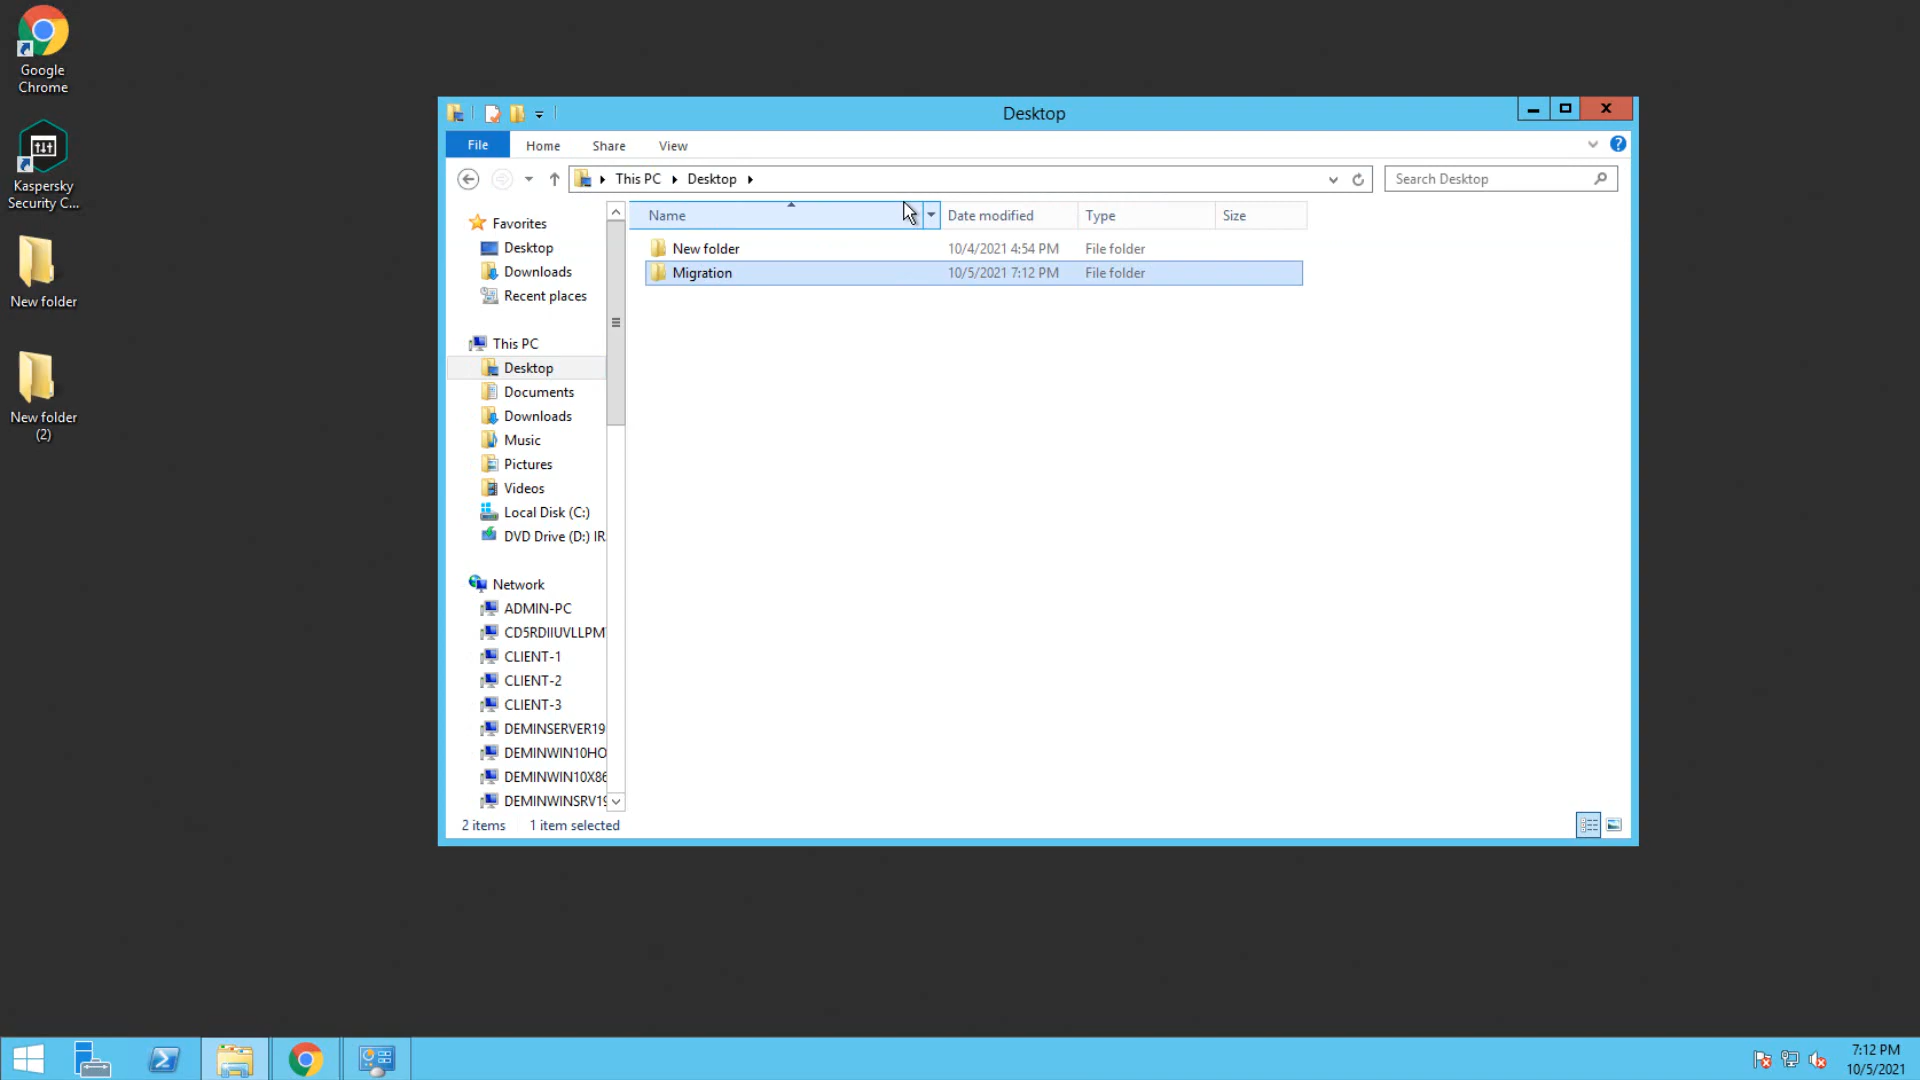 Google
Chrome
Kaspersky
Security C...
New folder
New folder
(2)
Desktop
File
Home
Share
View
This PC
Desktop
Search Desktop
Name
Date modified
Type
Size
New folder
10/4/2021 4:54 PM
File folder
Migration
10/5/2021 7:12 PM
File folder
Favorites
Desktop
Downloads
Recent places
This PC
Desktop
Documents
Downloads
Music
Pictures
Videos
Local Disk (C:)
DVD Drive (D:) IR
Network
ADMIN-PC
CD5RDIIUVLLPM
CLIENT-1
CLIENT-2
CLIENT-3
DEMINSERVER19
DEMINWIN10HO
DEMINWIN10X86
DEMINWINSRV19
2 items
1 item selected
7:12 PM
10/5/2021